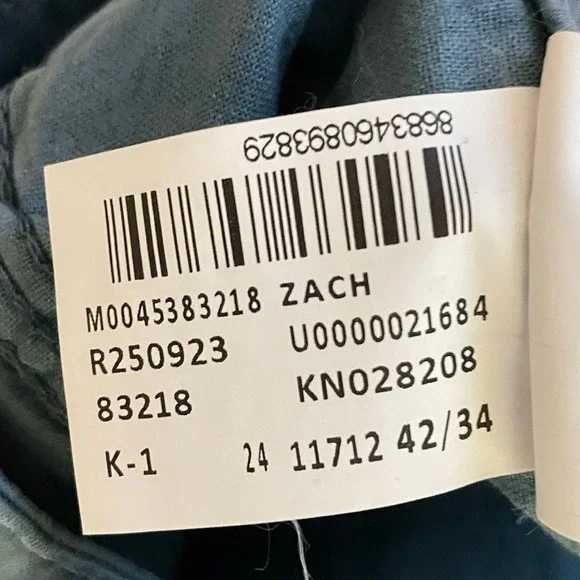 8683460893829
M0045383218 ZACH
R250923 U0000021684
83218 KN028208
K-1 24 11712 42/34